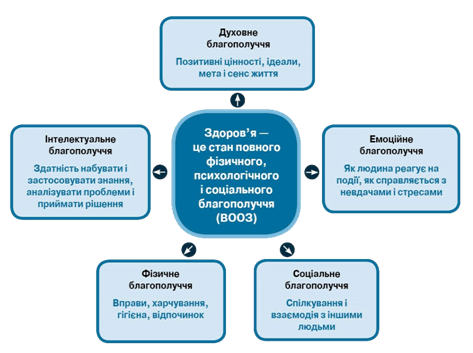 Духовне
благополуччя
Позитивні цінності, ідеали,
мета і сенс життя
Інтелектуальне
благополуччя
Здатність набувати і
застосовувати знання,
аналізувати проблеми і
приймати рішення
Здоров’я —
це стан повного
фізичного,
психологічного
і соціального
благополуччя
(ВООЗ)
Емоційне
благополуччя
Як людина реагує на
події, як справляється з
невдачами і стресами
Фізичне
благополуччя
Вправи, харчування,
гігієна, відпочинок
Соціальне
благополуччя
Спілкування і
взаємодія з іншими
людьми